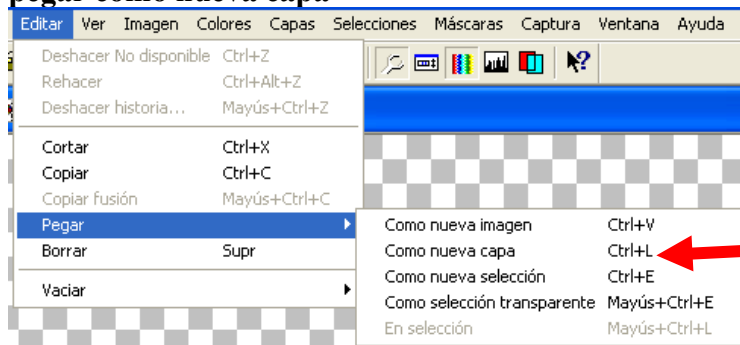 pegar como nueva capa
Editar Ver Imagen Colores Capas Selecciones Máscaras Captura Ventana Ayuda
Deshacer No disponible Ctrl+Z
Rehacer Ctrl+Alt+Z
Deshacer historia... Mayús+Ctrl+Z
Cortar Ctrl+X
Copiar Ctrl+C
Copiar fusión Mayús+Ctrl+C
Pegar
Borrar Supr
Vaciar
Como nueva imagen Ctrl+V
Como nueva capa Ctrl+L
Como nueva selección Ctrl+E
Como selección transparente Mayús+Ctrl+E
En selección Mayús+Ctrl+L